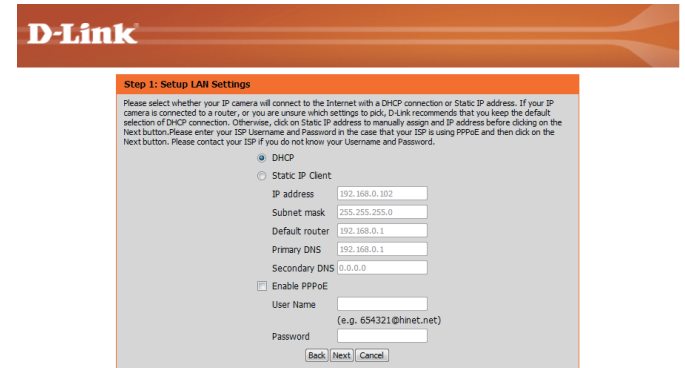 D-Link
Step 1: Setup LAN Settings
Please select whether your IP camera will connect to the Internet with a DHCP connection or Static IP address. If your IP
camera is connected to a router, or you are unsure which settings to pick, D-Link recommends that you keep the default
selection of DHCP connection. Otherwise, click on Static IP address to manually assign and IP address before clicking on the
Next button.Please enter your ISP Username and Password in the case that your ISP is using PPPoE and then click on the
Next button. Please contact your ISP if you do not know your Username and Password.
DHCP
Static IP Client
IP address 192.168.0.102
Subnet mask 255.255.255.0
Default router 192.168.0.1
Primary DNS 192.168.0.1
Secondary DNS 0.0.0.0
Enable PPPoE
User Name
(e.g. 654321@hinet.net)
Password
Back Next Cancel